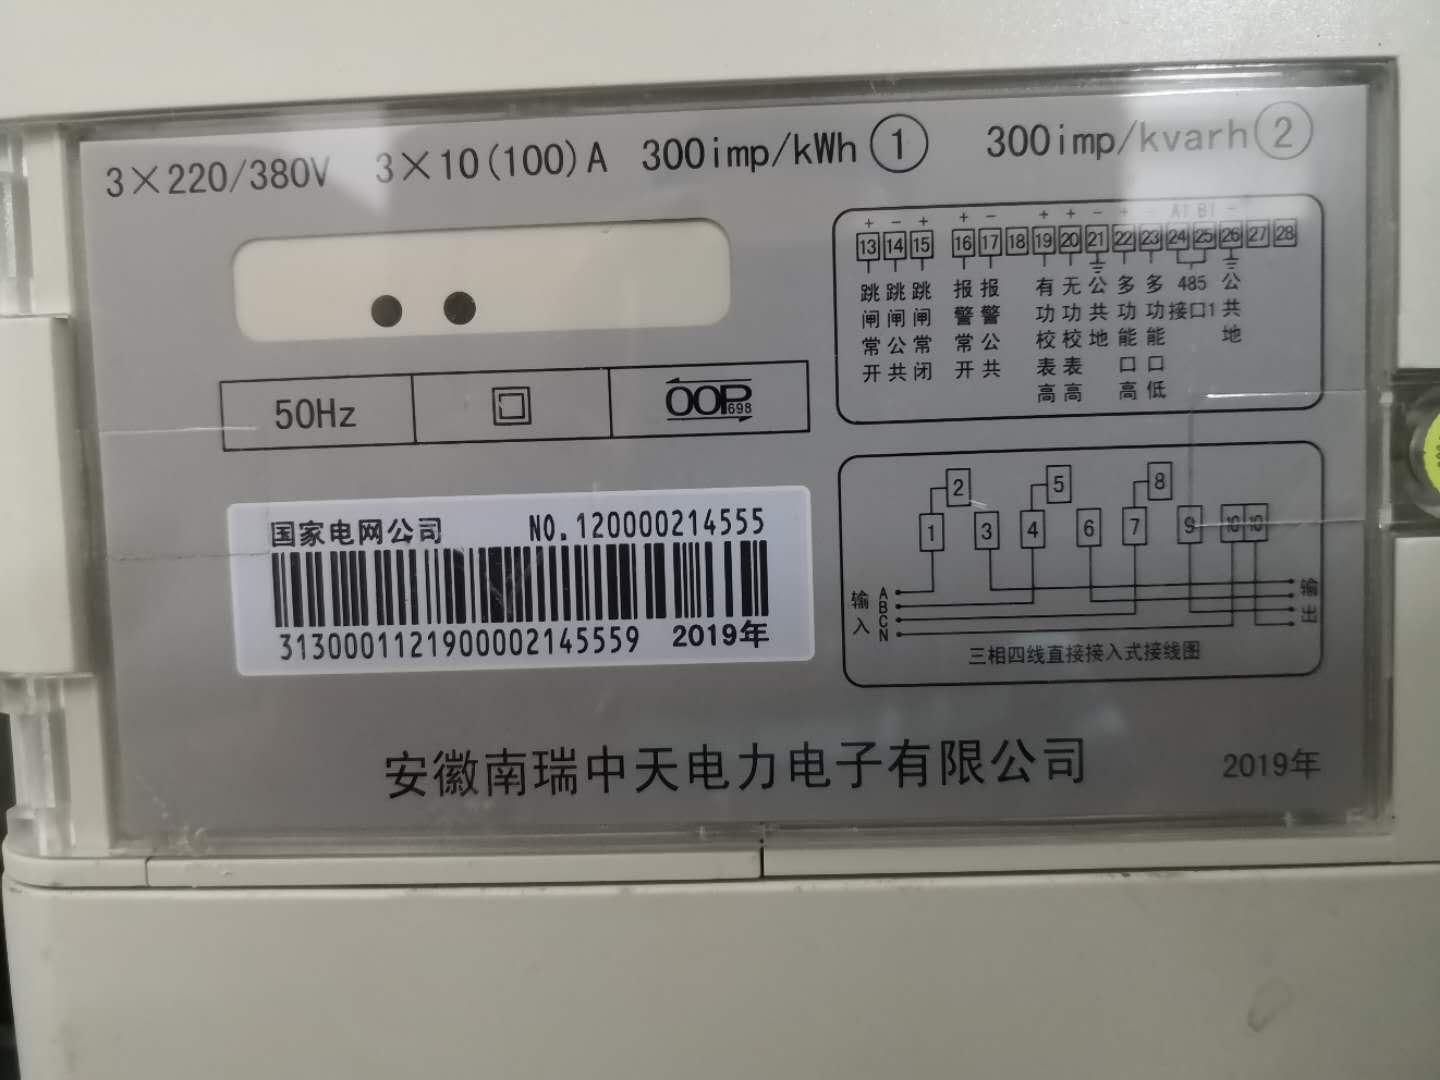 3×220/380V 3×10(100)A 300imp/kWh ① 300imp/kvarh ②
+ − + + − + + − + − A1 B1 −
13 14 15 16 17 18 19 20 21 22 23 24 25 26 27 28
跳闸常开 跳闸公共 跳闸常闭 报警常开 报警公共 有功校表高 无功校表高 公共地 多功能口高 多功能口低 485接口1 公共地
50Hz OOP698
国家电网公司 NO.120000214555
3130001121900002145559 2019年
2 5 8
1 3 4 6 7 9 10 10
输入 A B C N 输出
三相四线直接接入式接线图
安徽南瑞中天电力电子有限公司 2019年